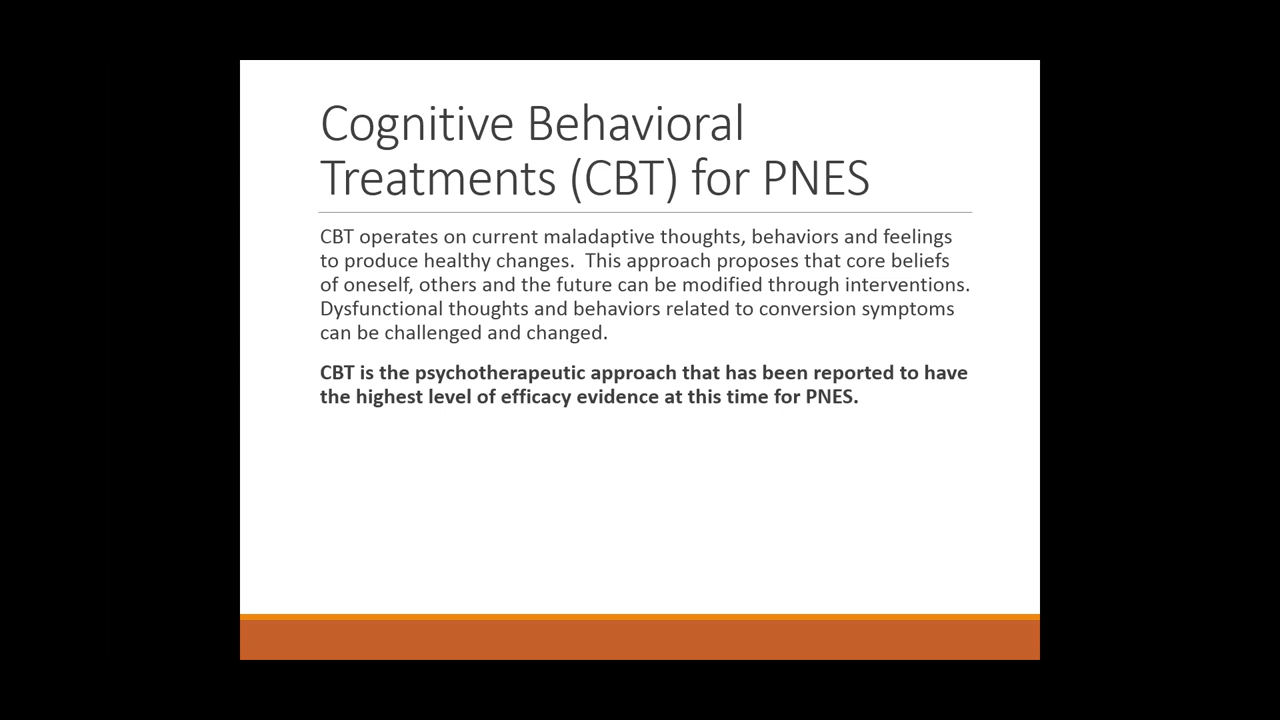 Cognitive Behavioral
Treatments (CBT) for PNES
CBT operates on current maladaptive thoughts, behaviors and feelings
to produce healthy changes.  This approach proposes that core beliefs
of oneself, others and the future can be modified through interventions.
Dysfunctional thoughts and behaviors related to conversion symptoms
can be challenged and changed.
CBT is the psychotherapeutic approach that has been reported to have
the highest level of efficacy evidence at this time for PNES.